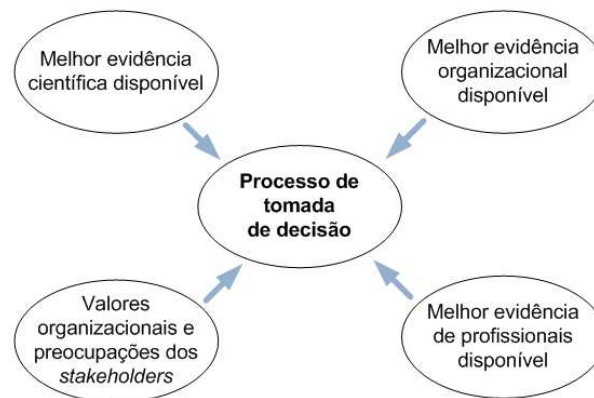 Melhor evidência
científica disponível
Melhor evidência
organizacional
disponível
Processo de
tomada
de decisão
Valores
organizacionais e
preocupações dos
stakeholders
Melhor evidência
de profissionais
disponível